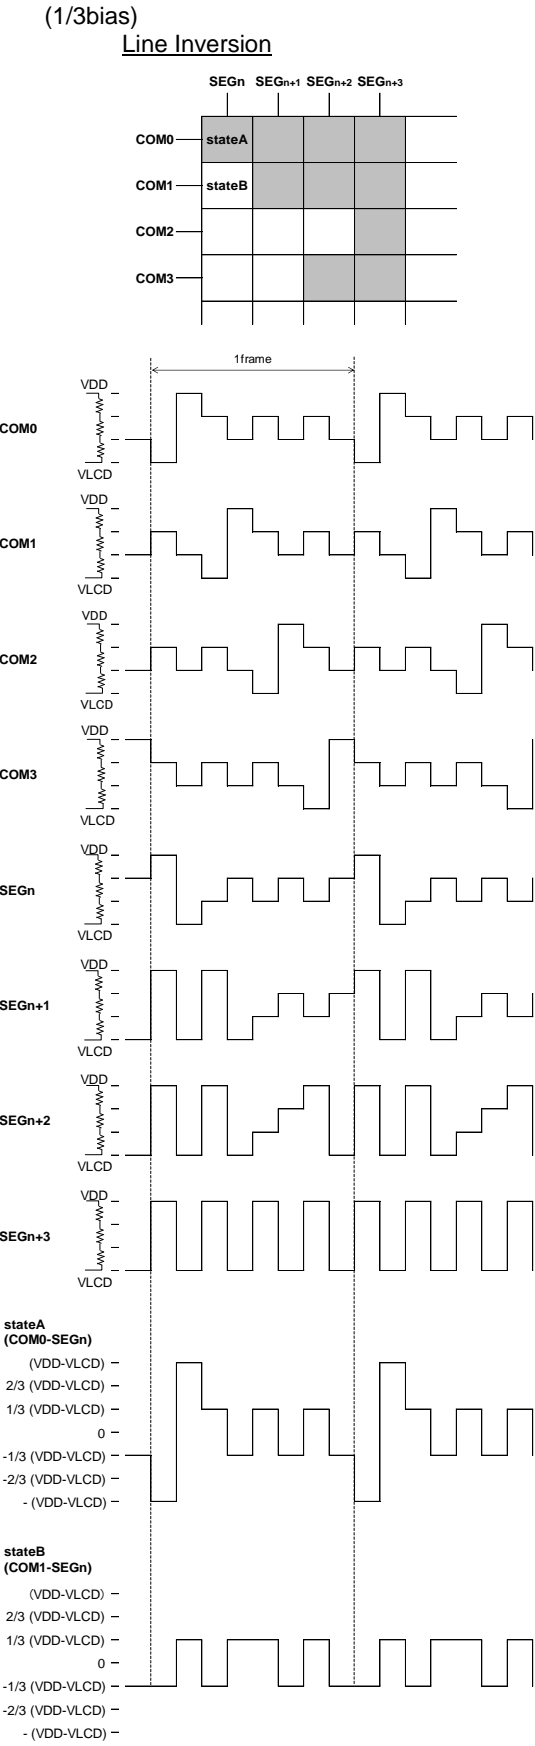 (1/3bias)
Line Inversion
SEGn SEGn+1 SEGn+2 SEGn+3
COM0 stateA
COM1 stateB
COM2
COM3
1frame
VDD
COM0
VLCD
VDD
COM1
VLCD
VDD
COM2
VLCD
VDD
COM3
VLCD
VDD
SEGn
VLCD
VDD
SEGn+1
VLCD
VDD
SEGn+2
VLCD
VDD
SEGn+3
VLCD
stateA
(COM0-SEGn)
(VDD-VLCD)
2/3 (VDD-VLCD)
1/3 (VDD-VLCD)
0
-1/3 (VDD-VLCD)
-2/3 (VDD-VLCD)
- (VDD-VLCD)
stateB
(COM1-SEGn)
(VDD-VLCD)
2/3 (VDD-VLCD)
1/3 (VDD-VLCD)
0
-1/3 (VDD-VLCD)
-2/3 (VDD-VLCD)
- (VDD-VLCD)